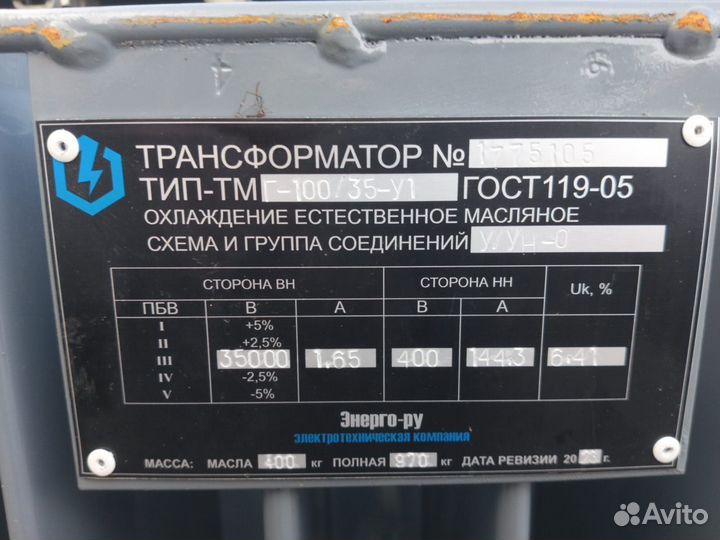 ТРАНСФОРМАТОР № 1775105
ТИП-ТМГ-100/35-У1 ГОСТ119-05
ОХЛАЖДЕНИЕ ЕСТЕСТВЕННОЕ МАСЛЯНОЕ
СХЕМА И ГРУППА СОЕДИНЕНИЙ У/УН-0
СТОРОНА ВН СТОРОНА НН Uк, %
ПБВ В А В А
I +5%
II +2,5%
III 35000 1.65 400 144.3 6.41
IV -2,5%
V -5%
Энерго-ру
электротехническая компания
МАССА: МАСЛА 400 кг ПОЛНАЯ 970 кг ДАТА РЕВИЗИИ 2023 г.
Avito